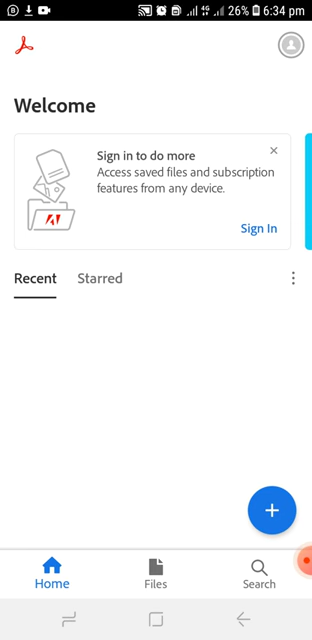 26% 6:34 pm
Welcome
Sign in to do more
Access saved files and subscription
features from any device.
Sign In
Recent Starred
Home Files Search